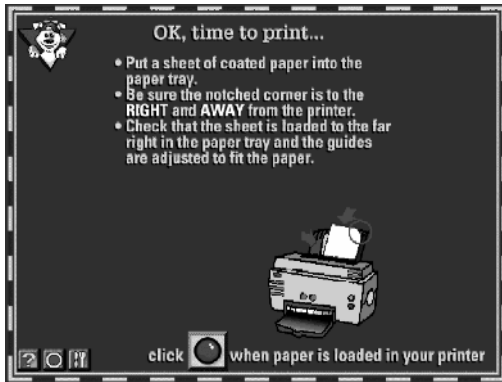 OK, time to print...
• Put a sheet of coated paper into the
paper tray.
• Be sure the notched corner is to the
RIGHT and AWAY from the printer.
• Check that the sheet is loaded to the far
right in the paper tray and the guides
are adjusted to fit the paper.
click when paper is loaded in your printer
?